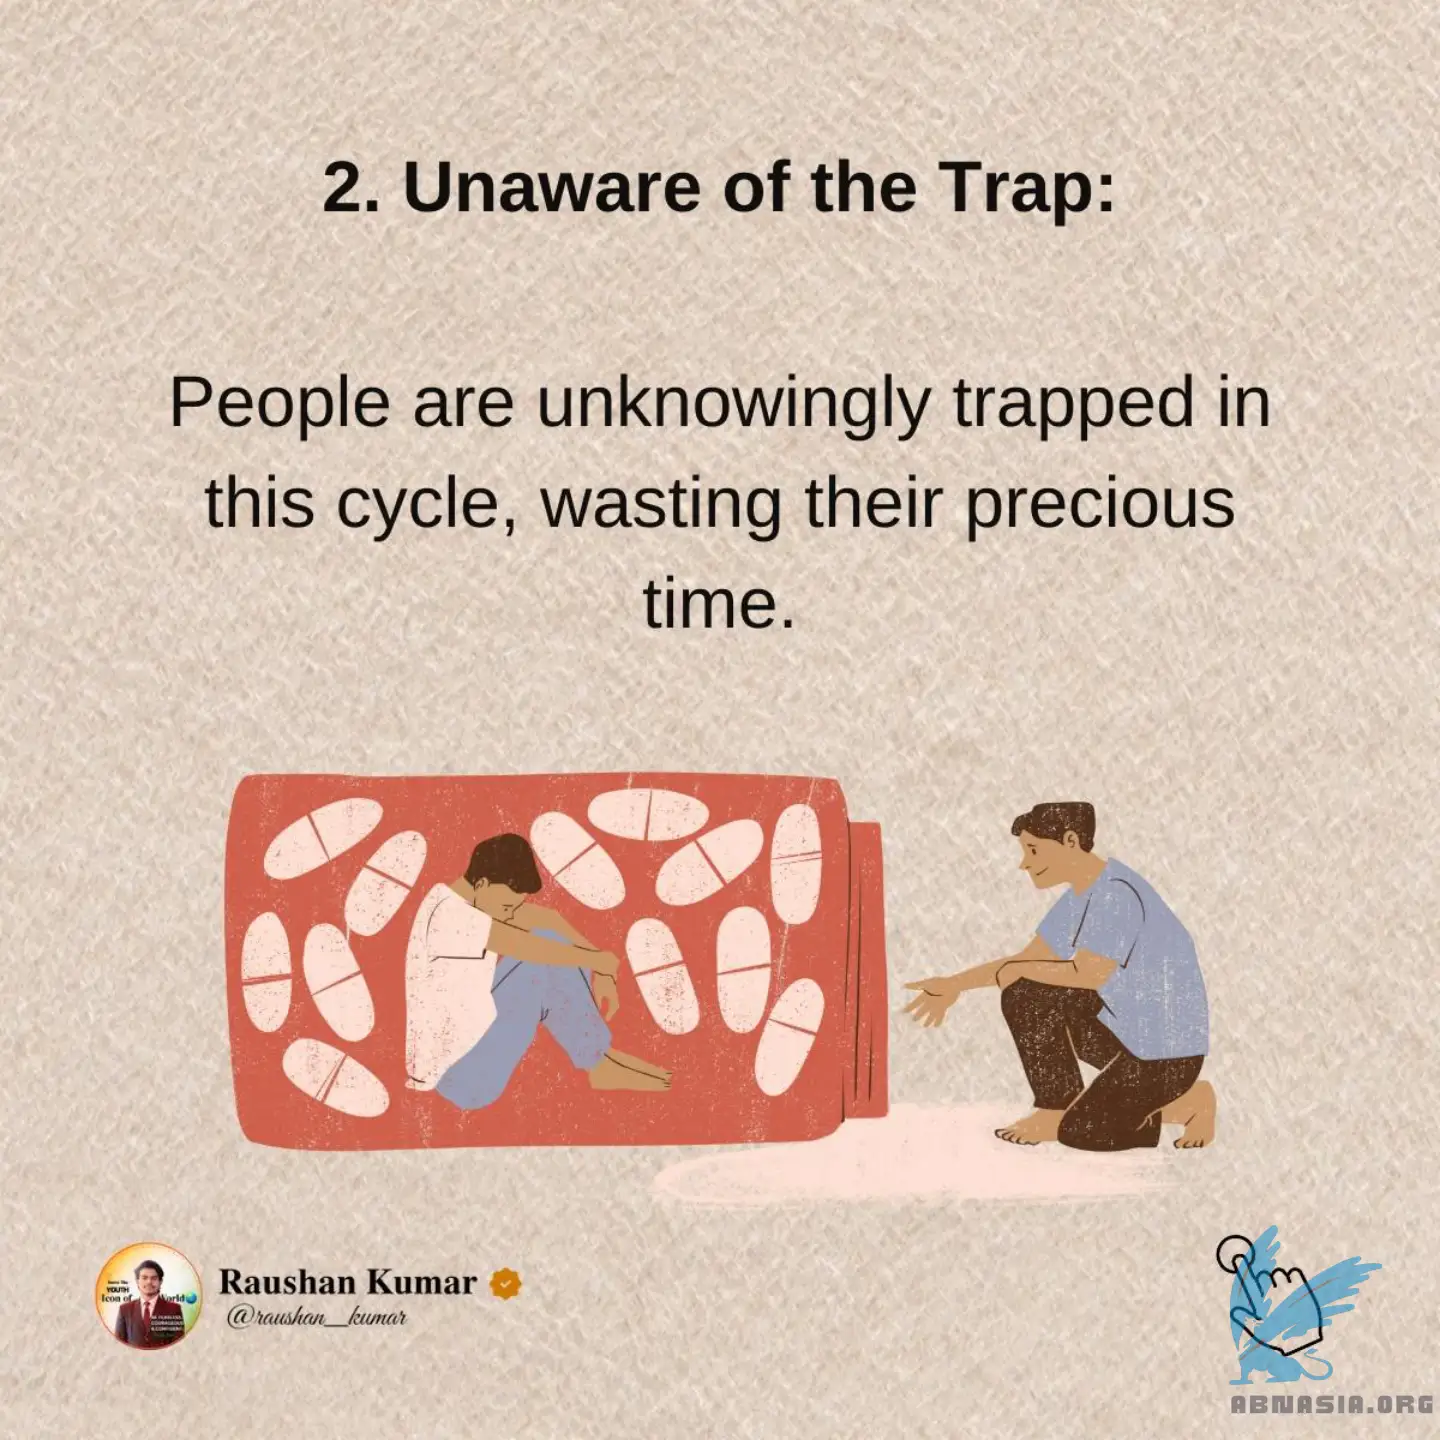 2. Unaware of the Trap:
People are unknowingly trapped in
this cycle, wasting their precious
time.
YOUTH
Icon of World
Raushan Kumar
@raushan__kumar
ABNASIA.ORG